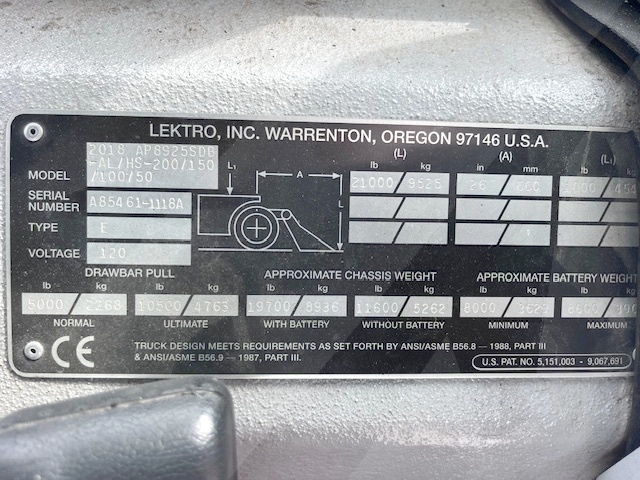 LEKTRO, INC. WARRENTON, OREGON 97146 U.S.A.
MODEL 2018 AP8925SDB
-AL/HS-200/150
/100/50
SERIAL NUMBER A85461-1118A
TYPE E
VOLTAGE 120
L₁ A L
(L) (A) (L₁)
lb kg in mm lb kg
21000 / 9525 26 / 660
DRAWBAR PULL APPROXIMATE CHASSIS WEIGHT APPROXIMATE BATTERY WEIGHT
lb kg lb kg lb kg lb kg lb kg lb kg
5000 / 2268 10500 / 4763 19700 / 8936 11600 / 5262 8000 / 3629
NORMAL ULTIMATE WITH BATTERY WITHOUT BATTERY MINIMUM MAXIMUM
CE TRUCK DESIGN MEETS REQUIREMENTS AS SET FORTH BY ANSI/ASME B56.8 — 1988, PART III
& ANSI/ASME B56.9 — 1987, PART III.
U.S. PAT. NO. 5,151,003 - 9,067,691